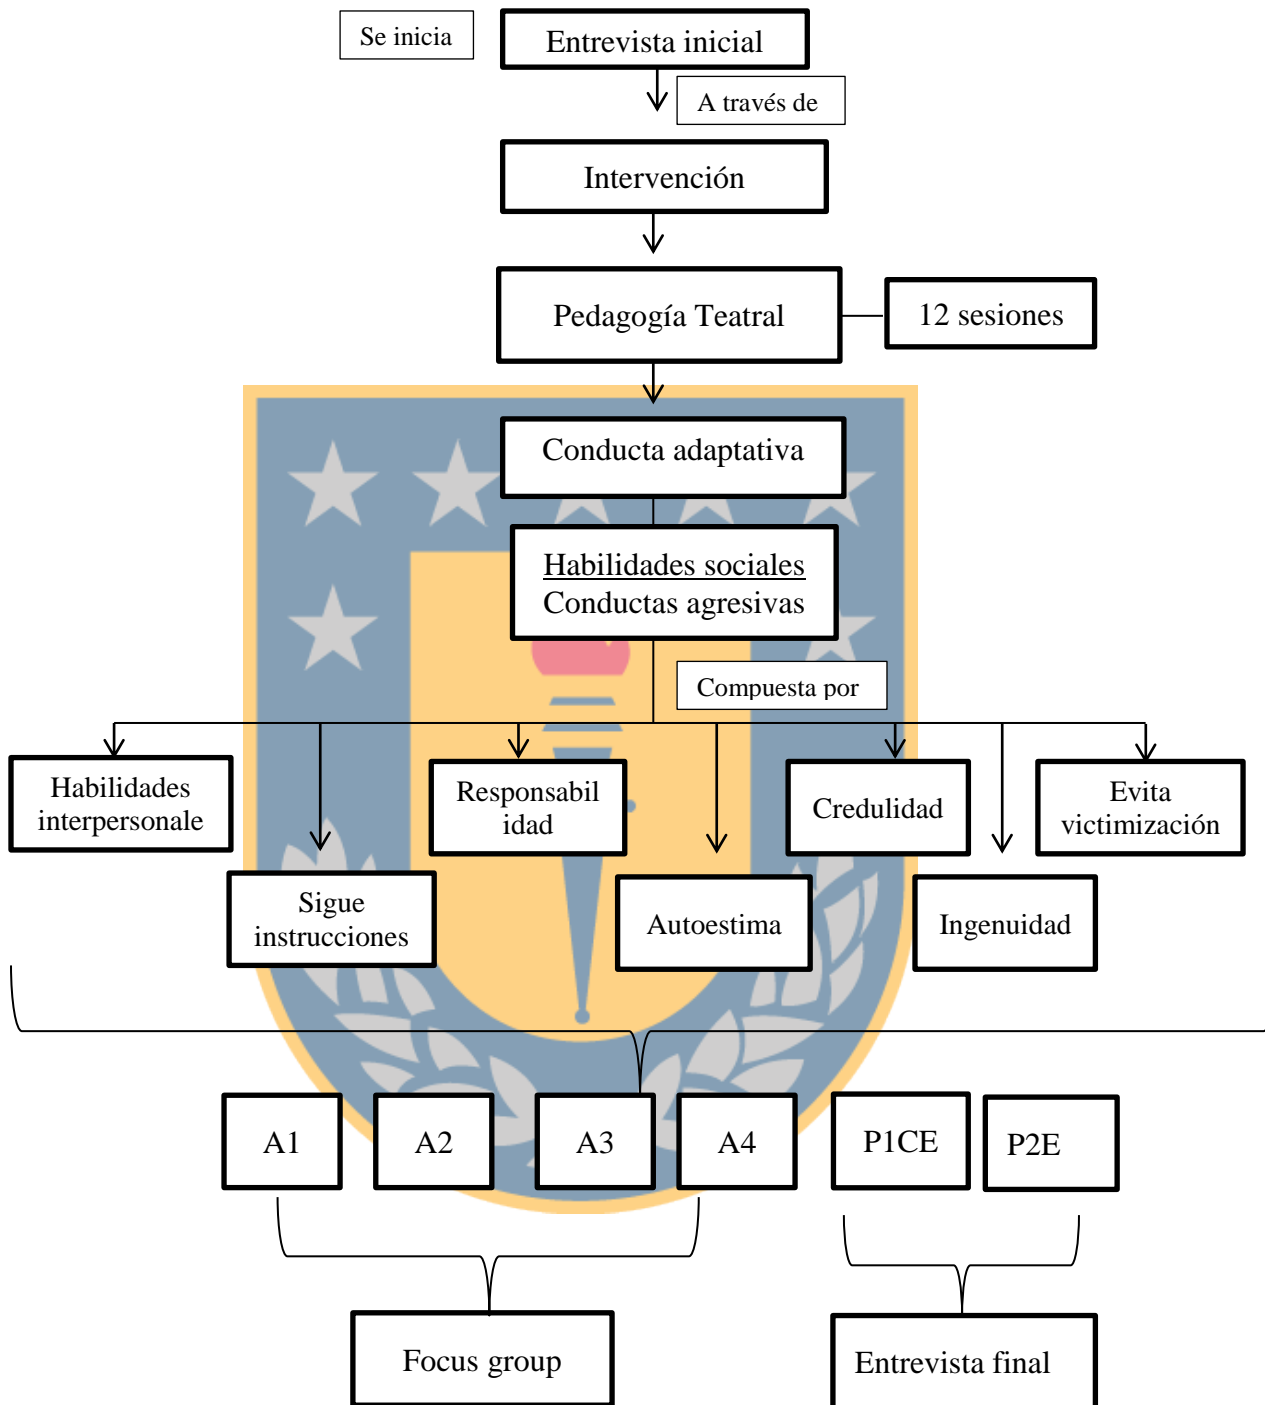 Se inicia
Entrevista inicial
A través de
Intervención
Pedagogía Teatral
12 sesiones
Conducta adaptativa
Habilidades sociales
Conductas agresivas
Compuesta por
Habilidades
interpersonale
Responsabil
idad
Credulidad
Evita
victimización
Sigue
instrucciones
Autoestima
Ingenuidad
A1
A2
A3
A4
P1CE
P2E
Focus group
Entrevista final